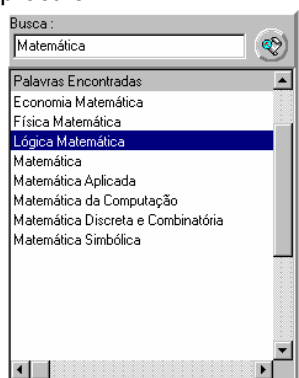 Busca :
Matemática
Palavras Encontradas
Economia Matemática
Física Matemática
Lógica Matemática
Matemática
Matemática Aplicada
Matemática da Computação
Matemática Discreta e Combinatória
Matemática Simbólica